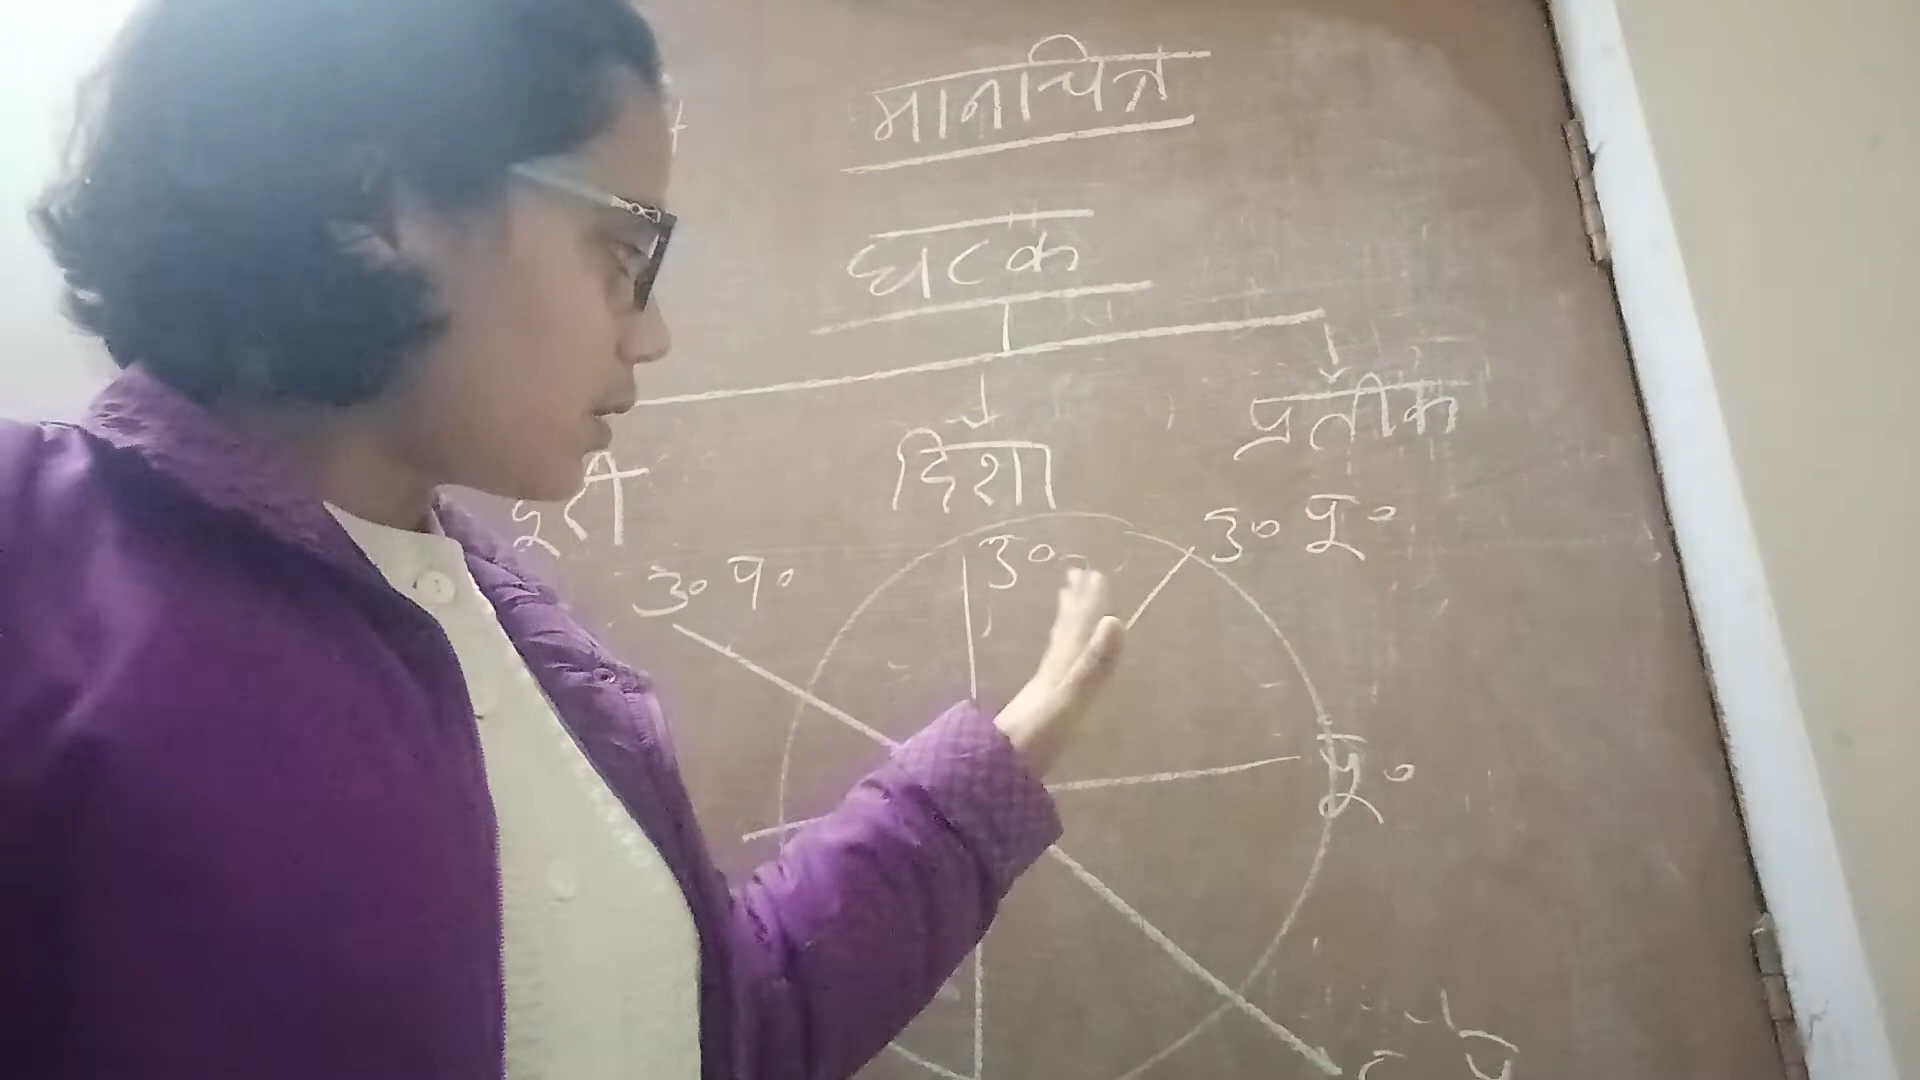 मानचित्र
घटक
दूरी दिशा प्रतीक
उ० प० उ० उ० पू०
पू०